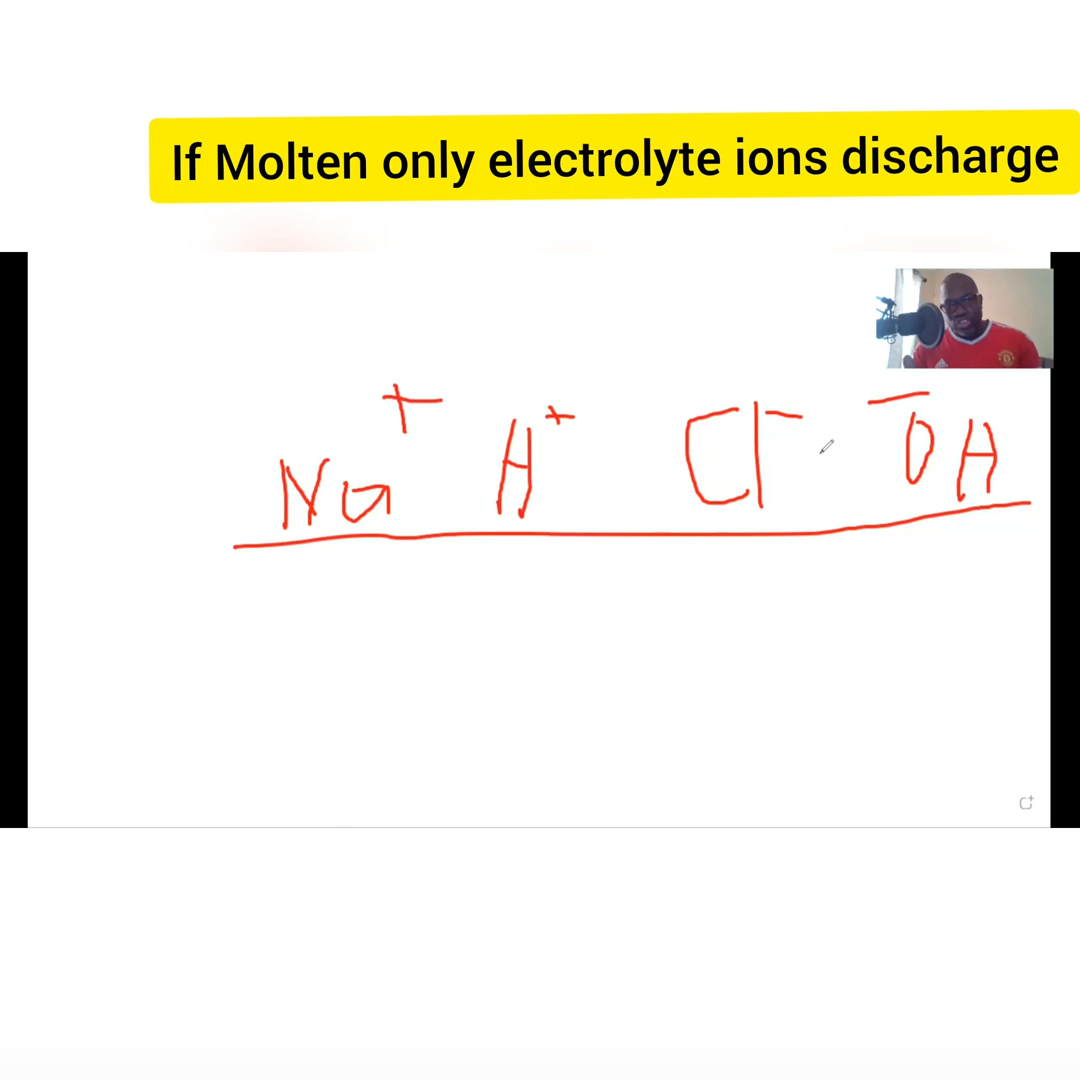 If Molten only electrolyte ions discharge
Na⁺ H⁺ Cl⁻ ⁻OH